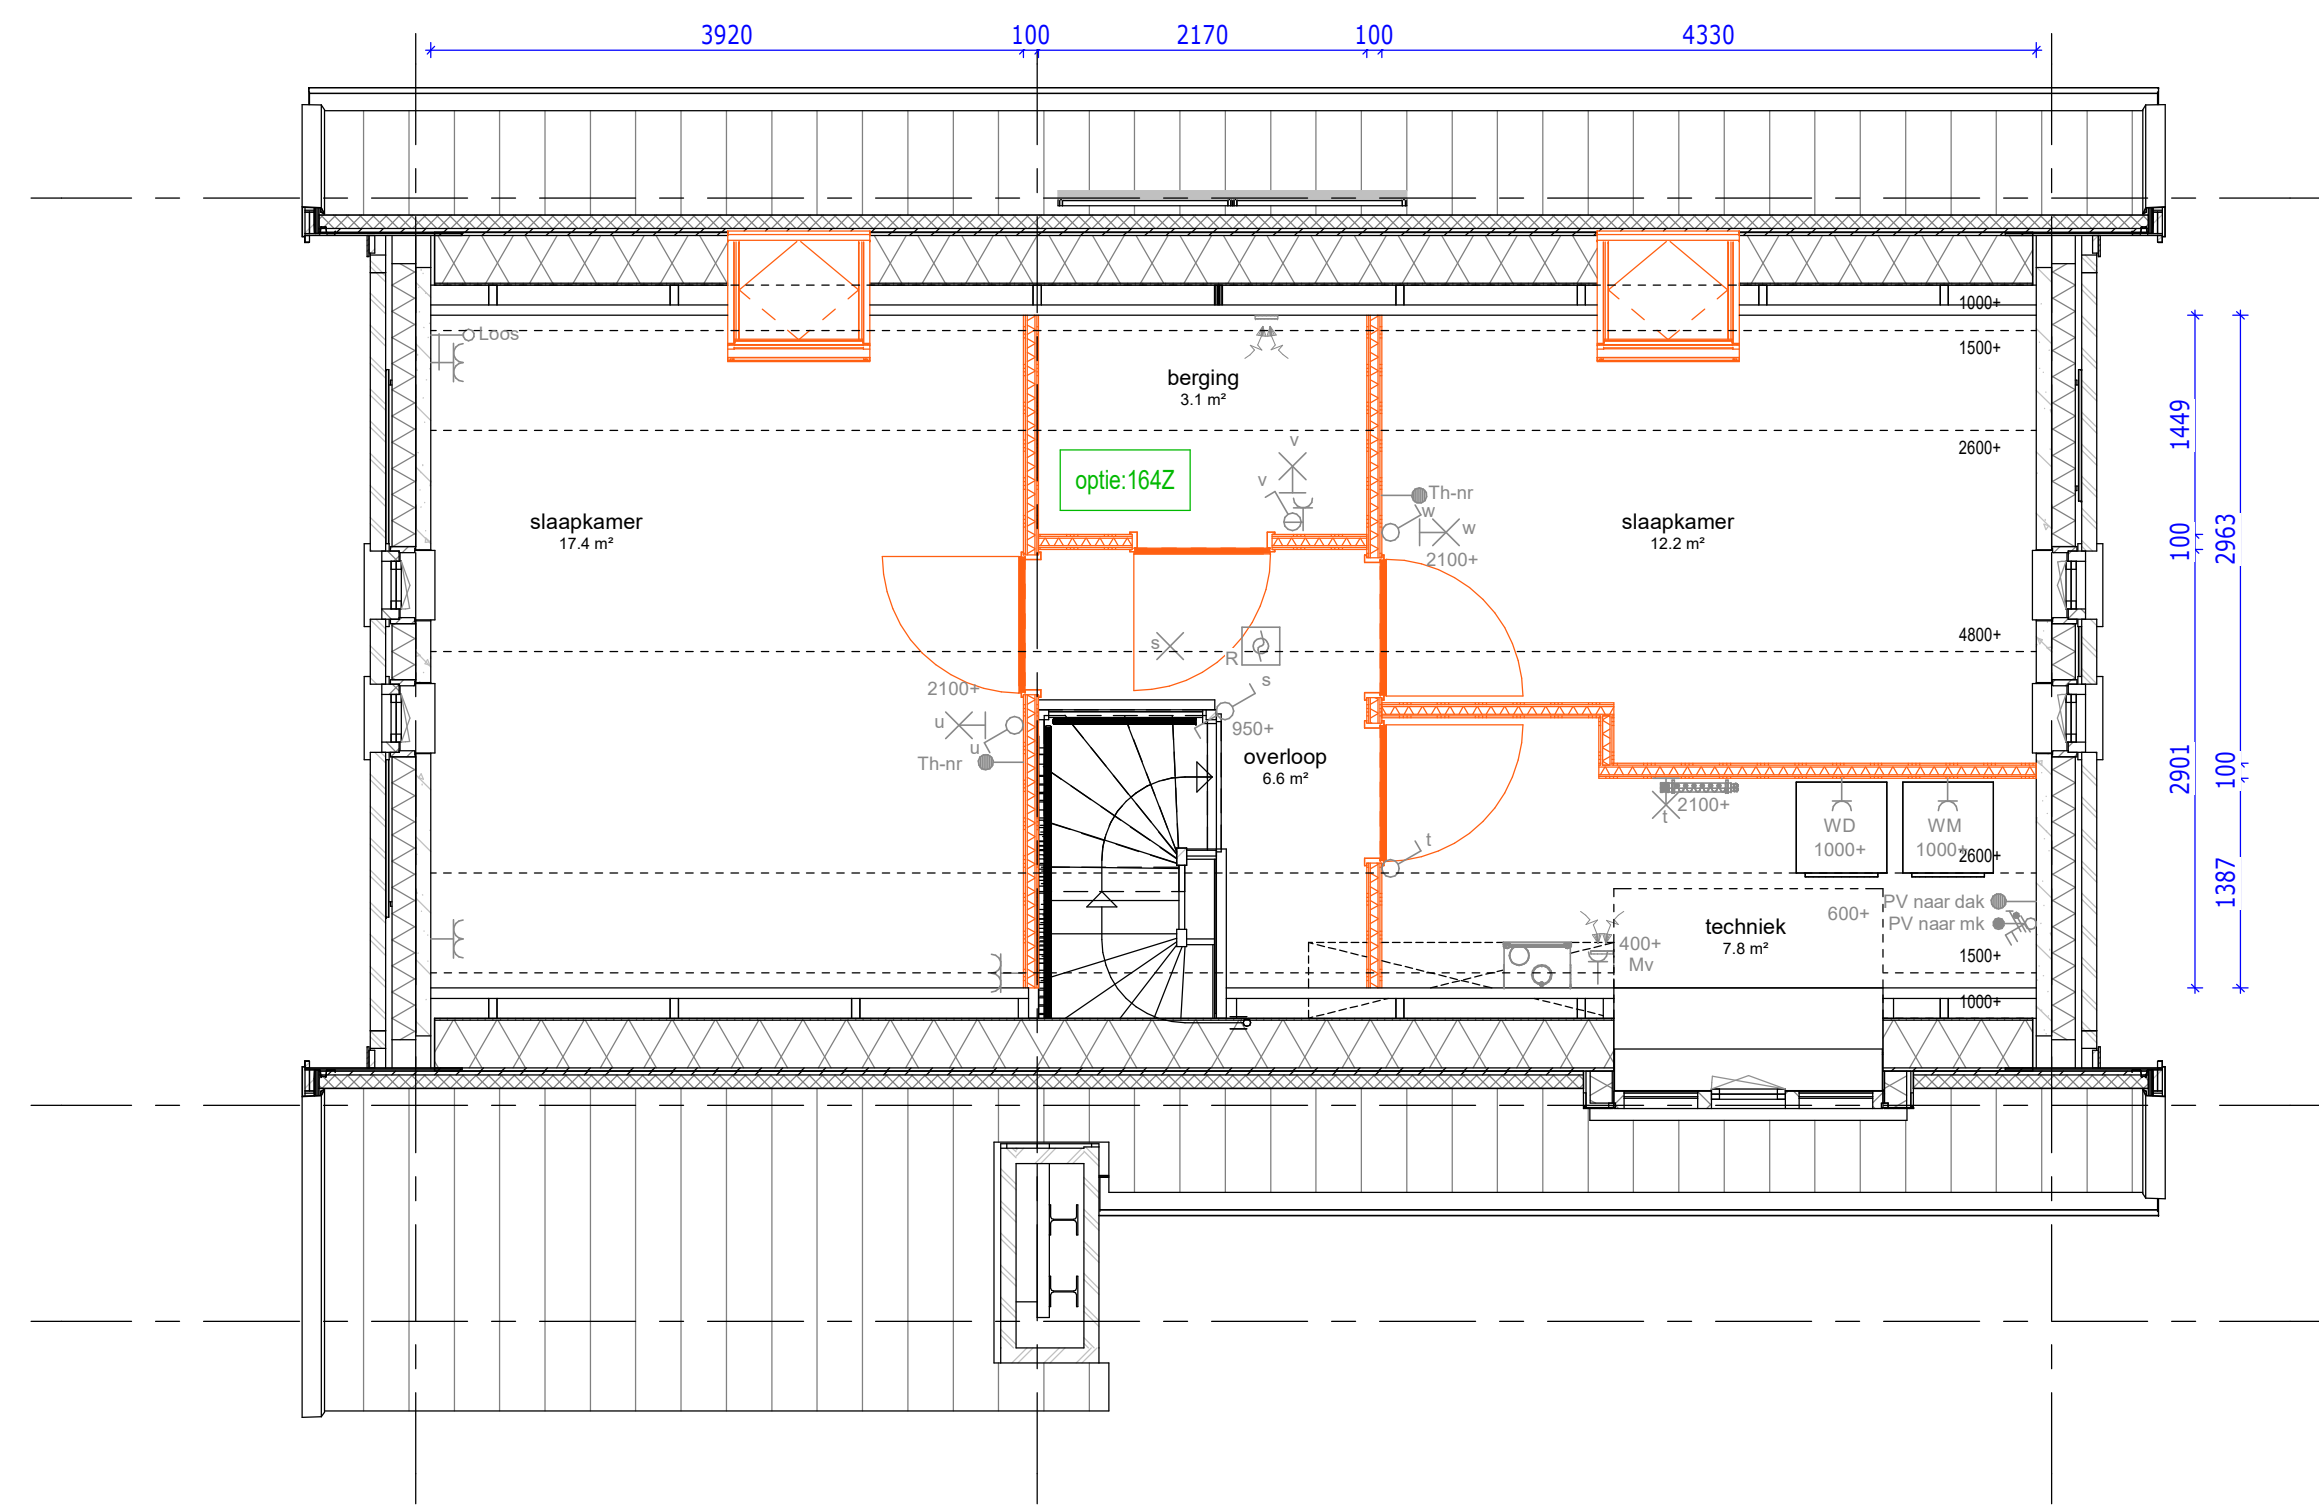 3920 100 2170 100 4330
1000+
Loos
1500+
berging
3.1 m²
1449
2600+
v
optie:164Z
v
Th-nr
w
w
slaapkamer
17.4 m²
slaapkamer
12.2 m²
100
2963
2100+
4800+
s
R
s
2100+
u
u
950+
Th-nr
overloop
6.6 m²
2901
100
2100+
t
t
WD
1000+
WM
1000+
2600+
1387
PV naar dak
600+
PV naar mk
techniek
7.8 m²
400+
Mv
1500+
1000+